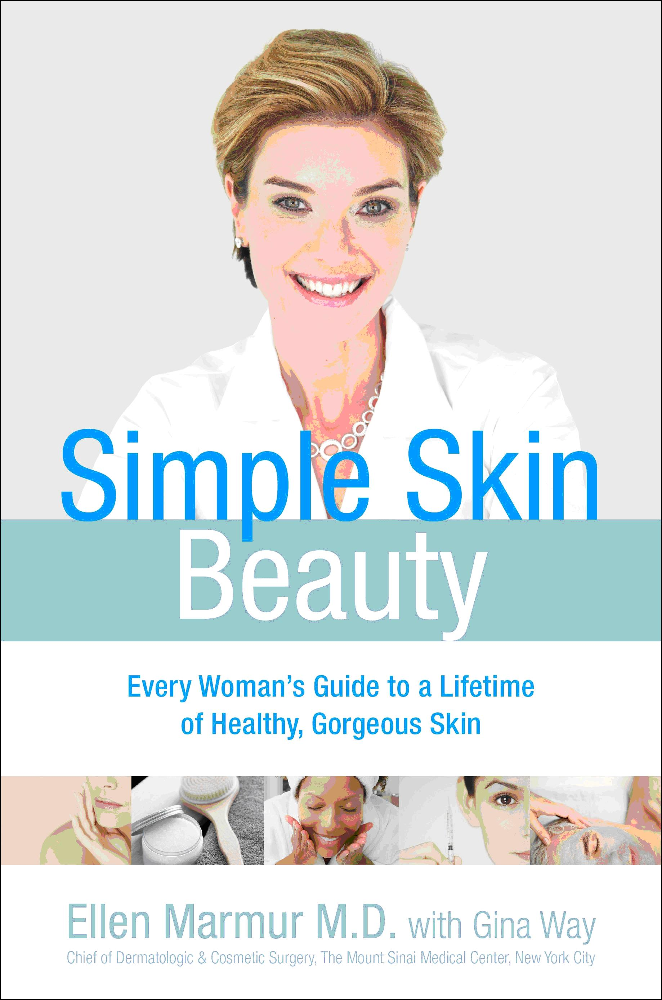 Simple Skin
Beauty
Every Woman’s Guide to a Lifetime
of Healthy, Gorgeous Skin
Ellen Marmur M.D. with Gina Way
Chief of Dermatologic & Cosmetic Surgery, The Mount Sinai Medical Center, New York City